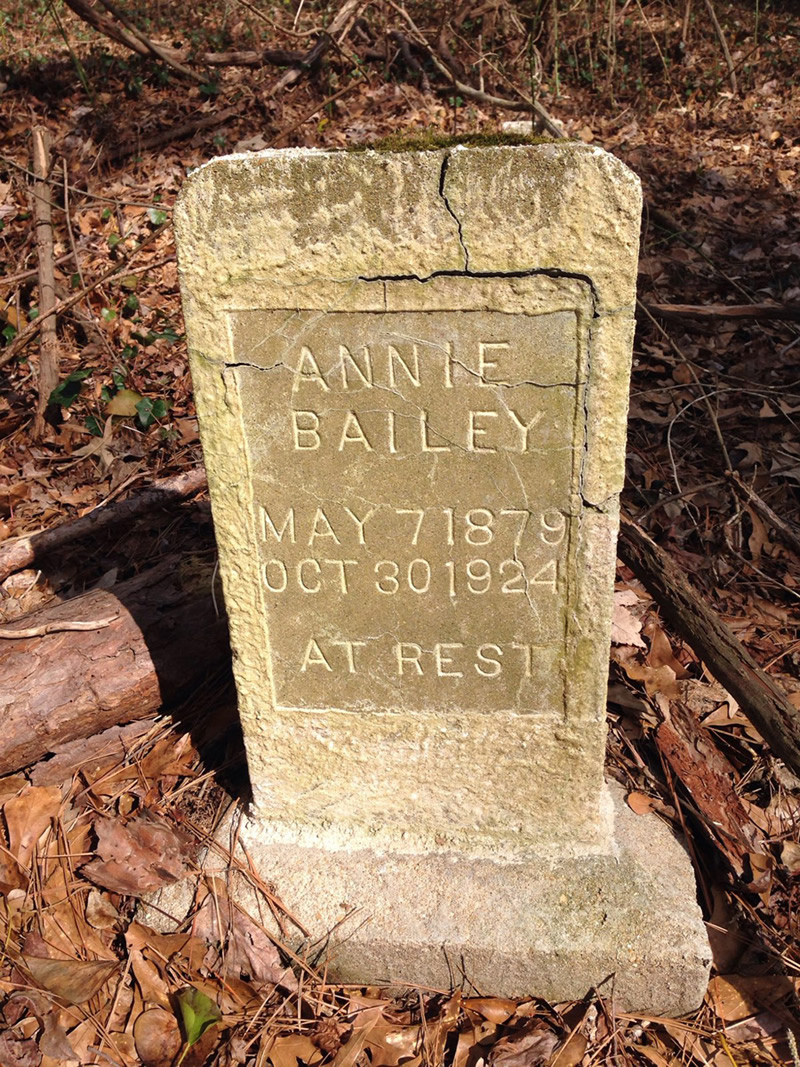 ANNIE
BAILEY
MAY 7 1879
OCT 30 1924
AT REST